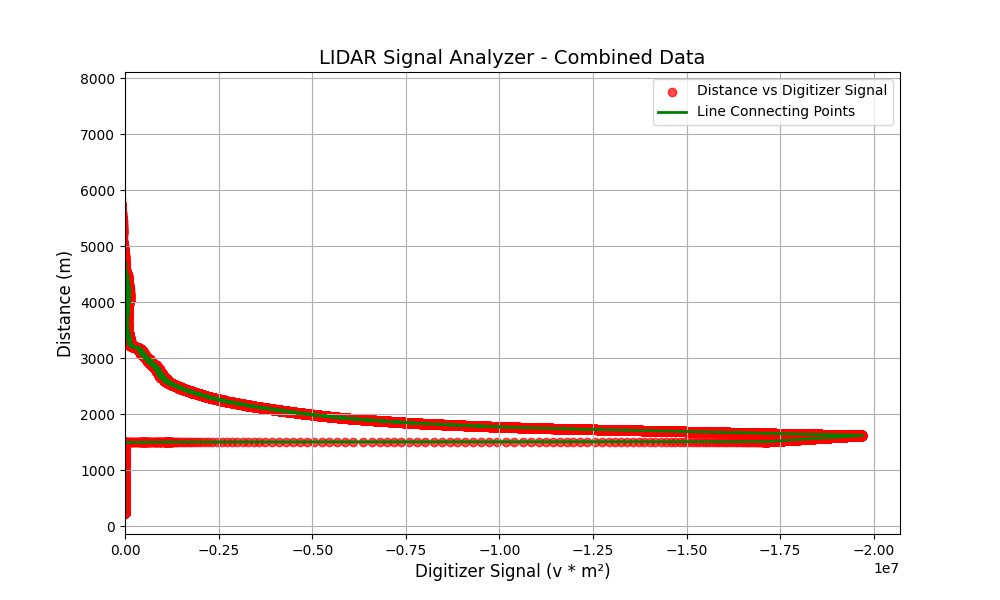 LIDAR Signal Analyzer - Combined Data
Distance vs Digitizer Signal
Line Connecting Points
8000
7000
6000
5000
4000
3000
2000
1000
0
Distance (m)
0.00 −0.25 −0.50 −0.75 −1.00 −1.25 −1.50 −1.75 −2.00
1e7
Digitizer Signal (v * m²)